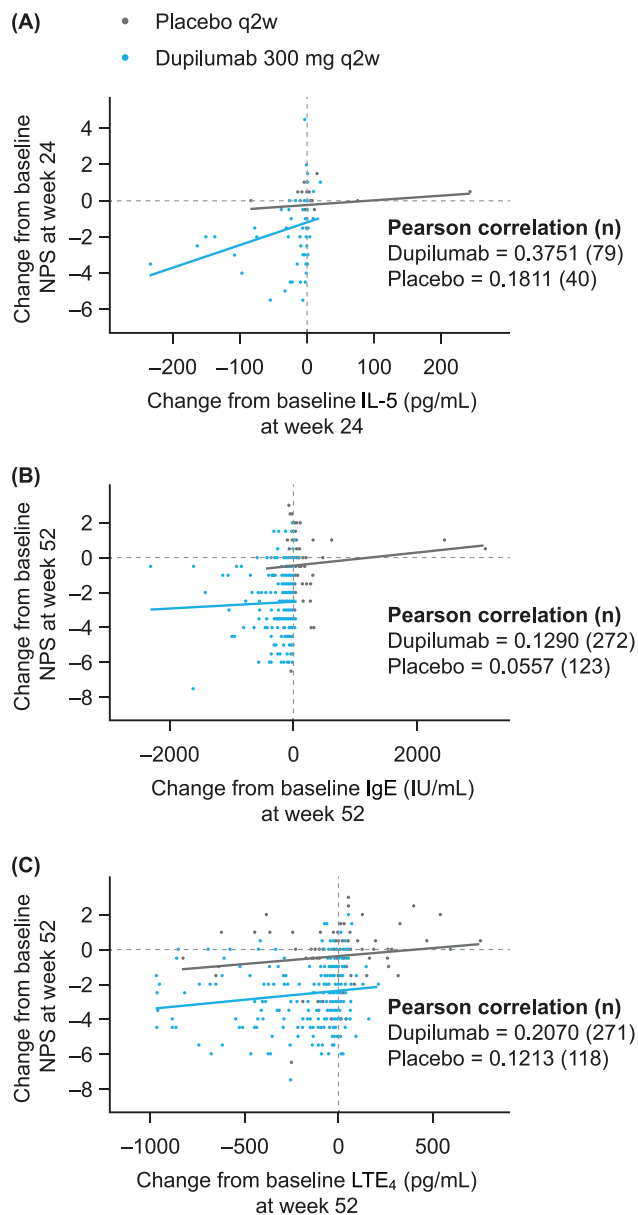 (A)
Placebo q2w
Dupilumab 300 mg q2w
Change from baseline
NPS at week 24
4
2
0
−2
−4
−6
Pearson correlation (n)
Dupilumab = 0.3751 (79)
Placebo = 0.1811 (40)
−200
−100
0
100
200
Change from baseline IL-5 (pg/mL)
at week 24
(B)
Change from baseline
NPS at week 52
2
0
−2
−4
−6
−8
Pearson correlation (n)
Dupilumab = 0.1290 (272)
Placebo = 0.0557 (123)
−2000
0
2000
Change from baseline IgE (IU/mL)
at week 52
(C)
Change from baseline
NPS at week 52
2
0
−2
−4
−6
−8
Pearson correlation (n)
Dupilumab = 0.2070 (271)
Placebo = 0.1213 (118)
−1000
−500
0
500
Change from baseline LTE₄ (pg/mL)
at week 52